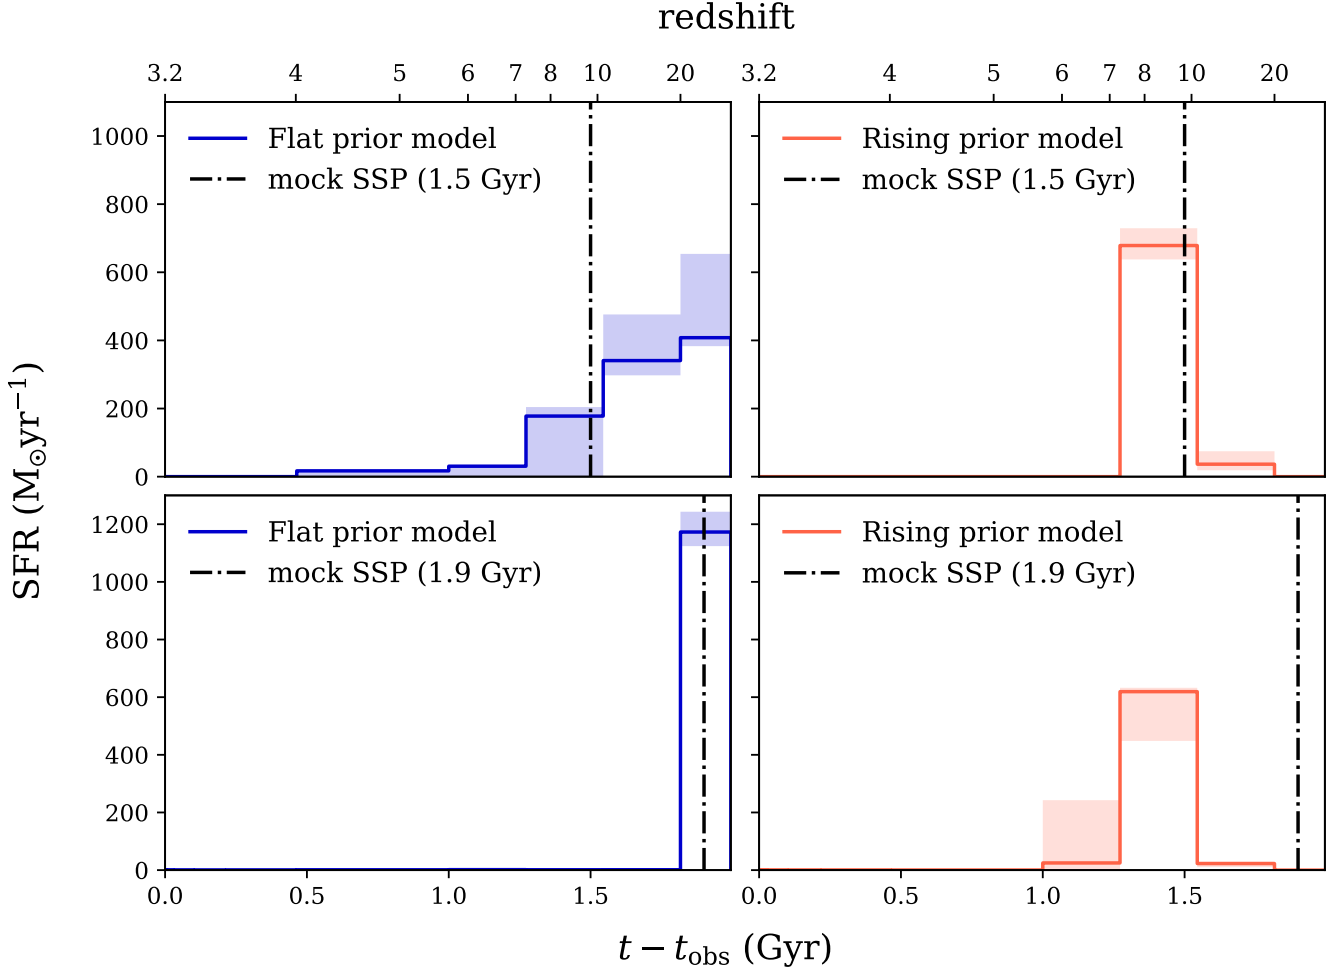 redshift
3.2 4 5 6 7 8 10 20 3.2 4 5 6 7 8 10 20
Flat prior model
mock SSP (1.5 Gyr)
Rising prior model
mock SSP (1.5 Gyr)
1000
800
600
400
200
0
SFR (M⊙yr−1)
Flat prior model
mock SSP (1.9 Gyr)
Rising prior model
mock SSP (1.9 Gyr)
1200
1000
800
600
400
200
0
0.0 0.5 1.0 1.5 0.0 0.5 1.0 1.5
t − tobs (Gyr)